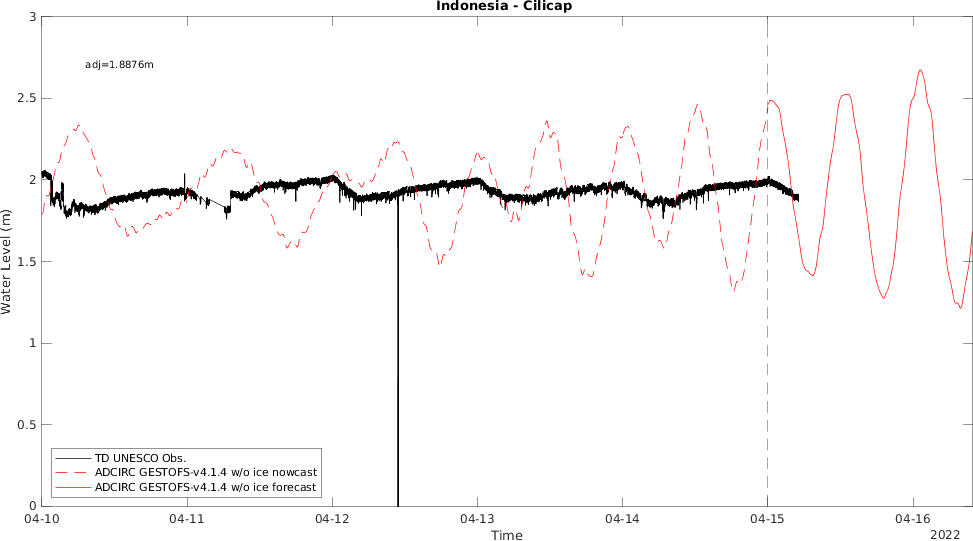 Indonesia - Cilicap
3
adj=1.8876m
2.5
2
Water Level (m)
1.5
1
0.5
TD UNESCO Obs.
ADCIRC GESTOFS-v4.1.4 w/o ice nowcast
ADCIRC GESTOFS-v4.1.4 w/o ice forecast
0
04-10 04-11 04-12 04-13 04-14 04-15 04-16
Time
2022